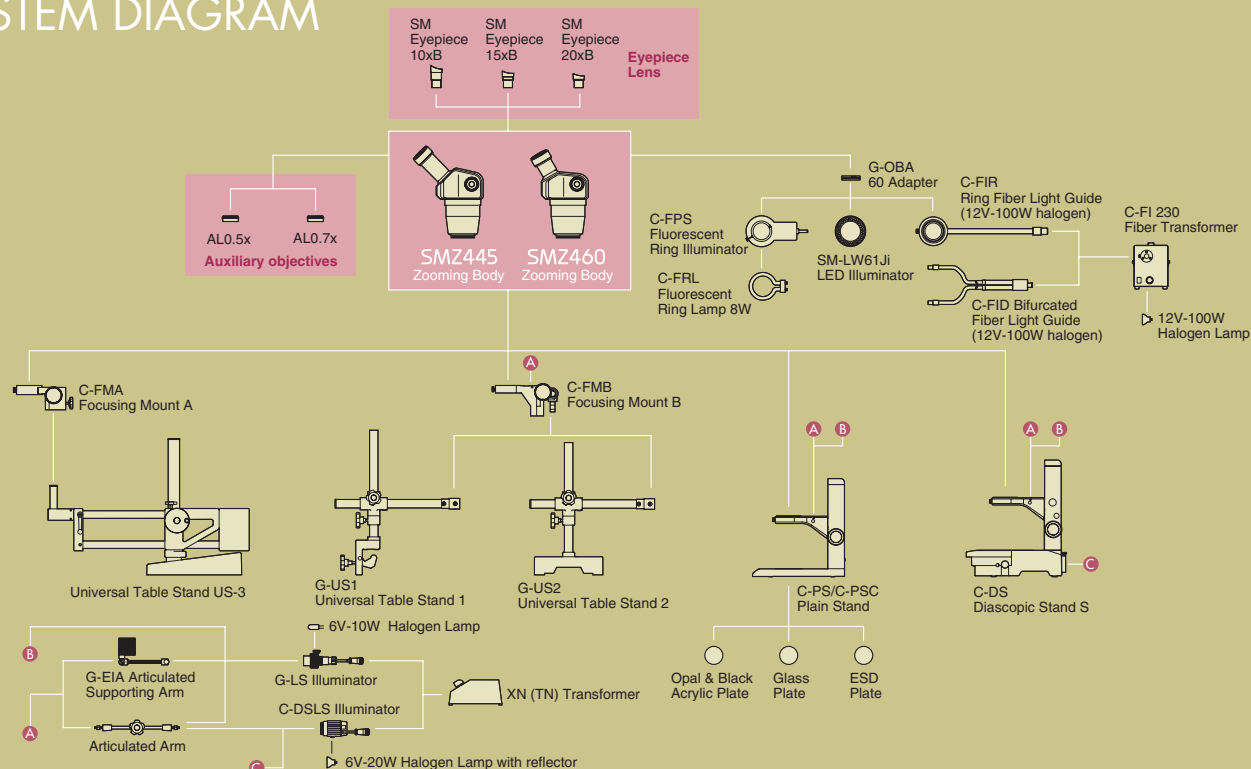 STEM DIAGRAM
SM
Eyepiece
10xB
SM
Eyepiece
15xB
SM
Eyepiece
20xB
Eyepiece
Lens
AL0.5x
AL0.7x
Auxiliary objectives
SMZ445
Zooming Body
SMZ460
Zooming Body
G-OBA
60 Adapter
C-FPS
Fluorescent
Ring Illuminator
C-FRL
Fluorescent
Ring Lamp 8W
SM-LW61Ji
LED Illuminator
C-FIR
Ring Fiber Light Guide
(12V-100W halogen)
C-FID Bifurcated
Fiber Light Guide
(12V-100W halogen)
C-FI 230
Fiber Transformer
12V-100W
Halogen Lamp
C-FMA
Focusing Mount A
A
C-FMB
Focusing Mount B
A
B
A
B
C
Universal Table Stand US-3
G-US1
Universal Table Stand 1
G-US2
Universal Table Stand 2
C-PS/C-PSC
Plain Stand
C-DS
Diascopic Stand S
6V-10W Halogen Lamp
B
G-EIA Articulated
Supporting Arm
G-LS Illuminator
A
Articulated Arm
C-DSLS Illuminator
XN (TN) Transformer
C
6V-20W Halogen Lamp with reflector
Opal & Black
Acrylic Plate
Glass
Plate
ESD
Plate